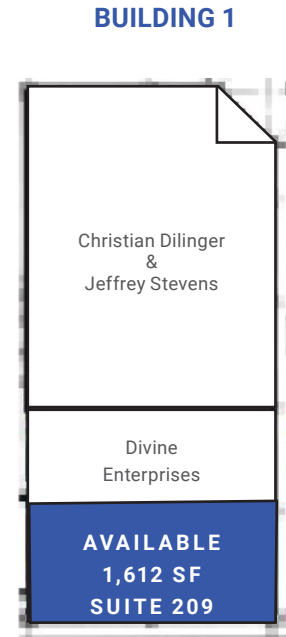 BUILDING 1
Christian Dilinger
&
Jeffrey Stevens
Divine
Enterprises
AVAILABLE
1,612 SF
SUITE 209